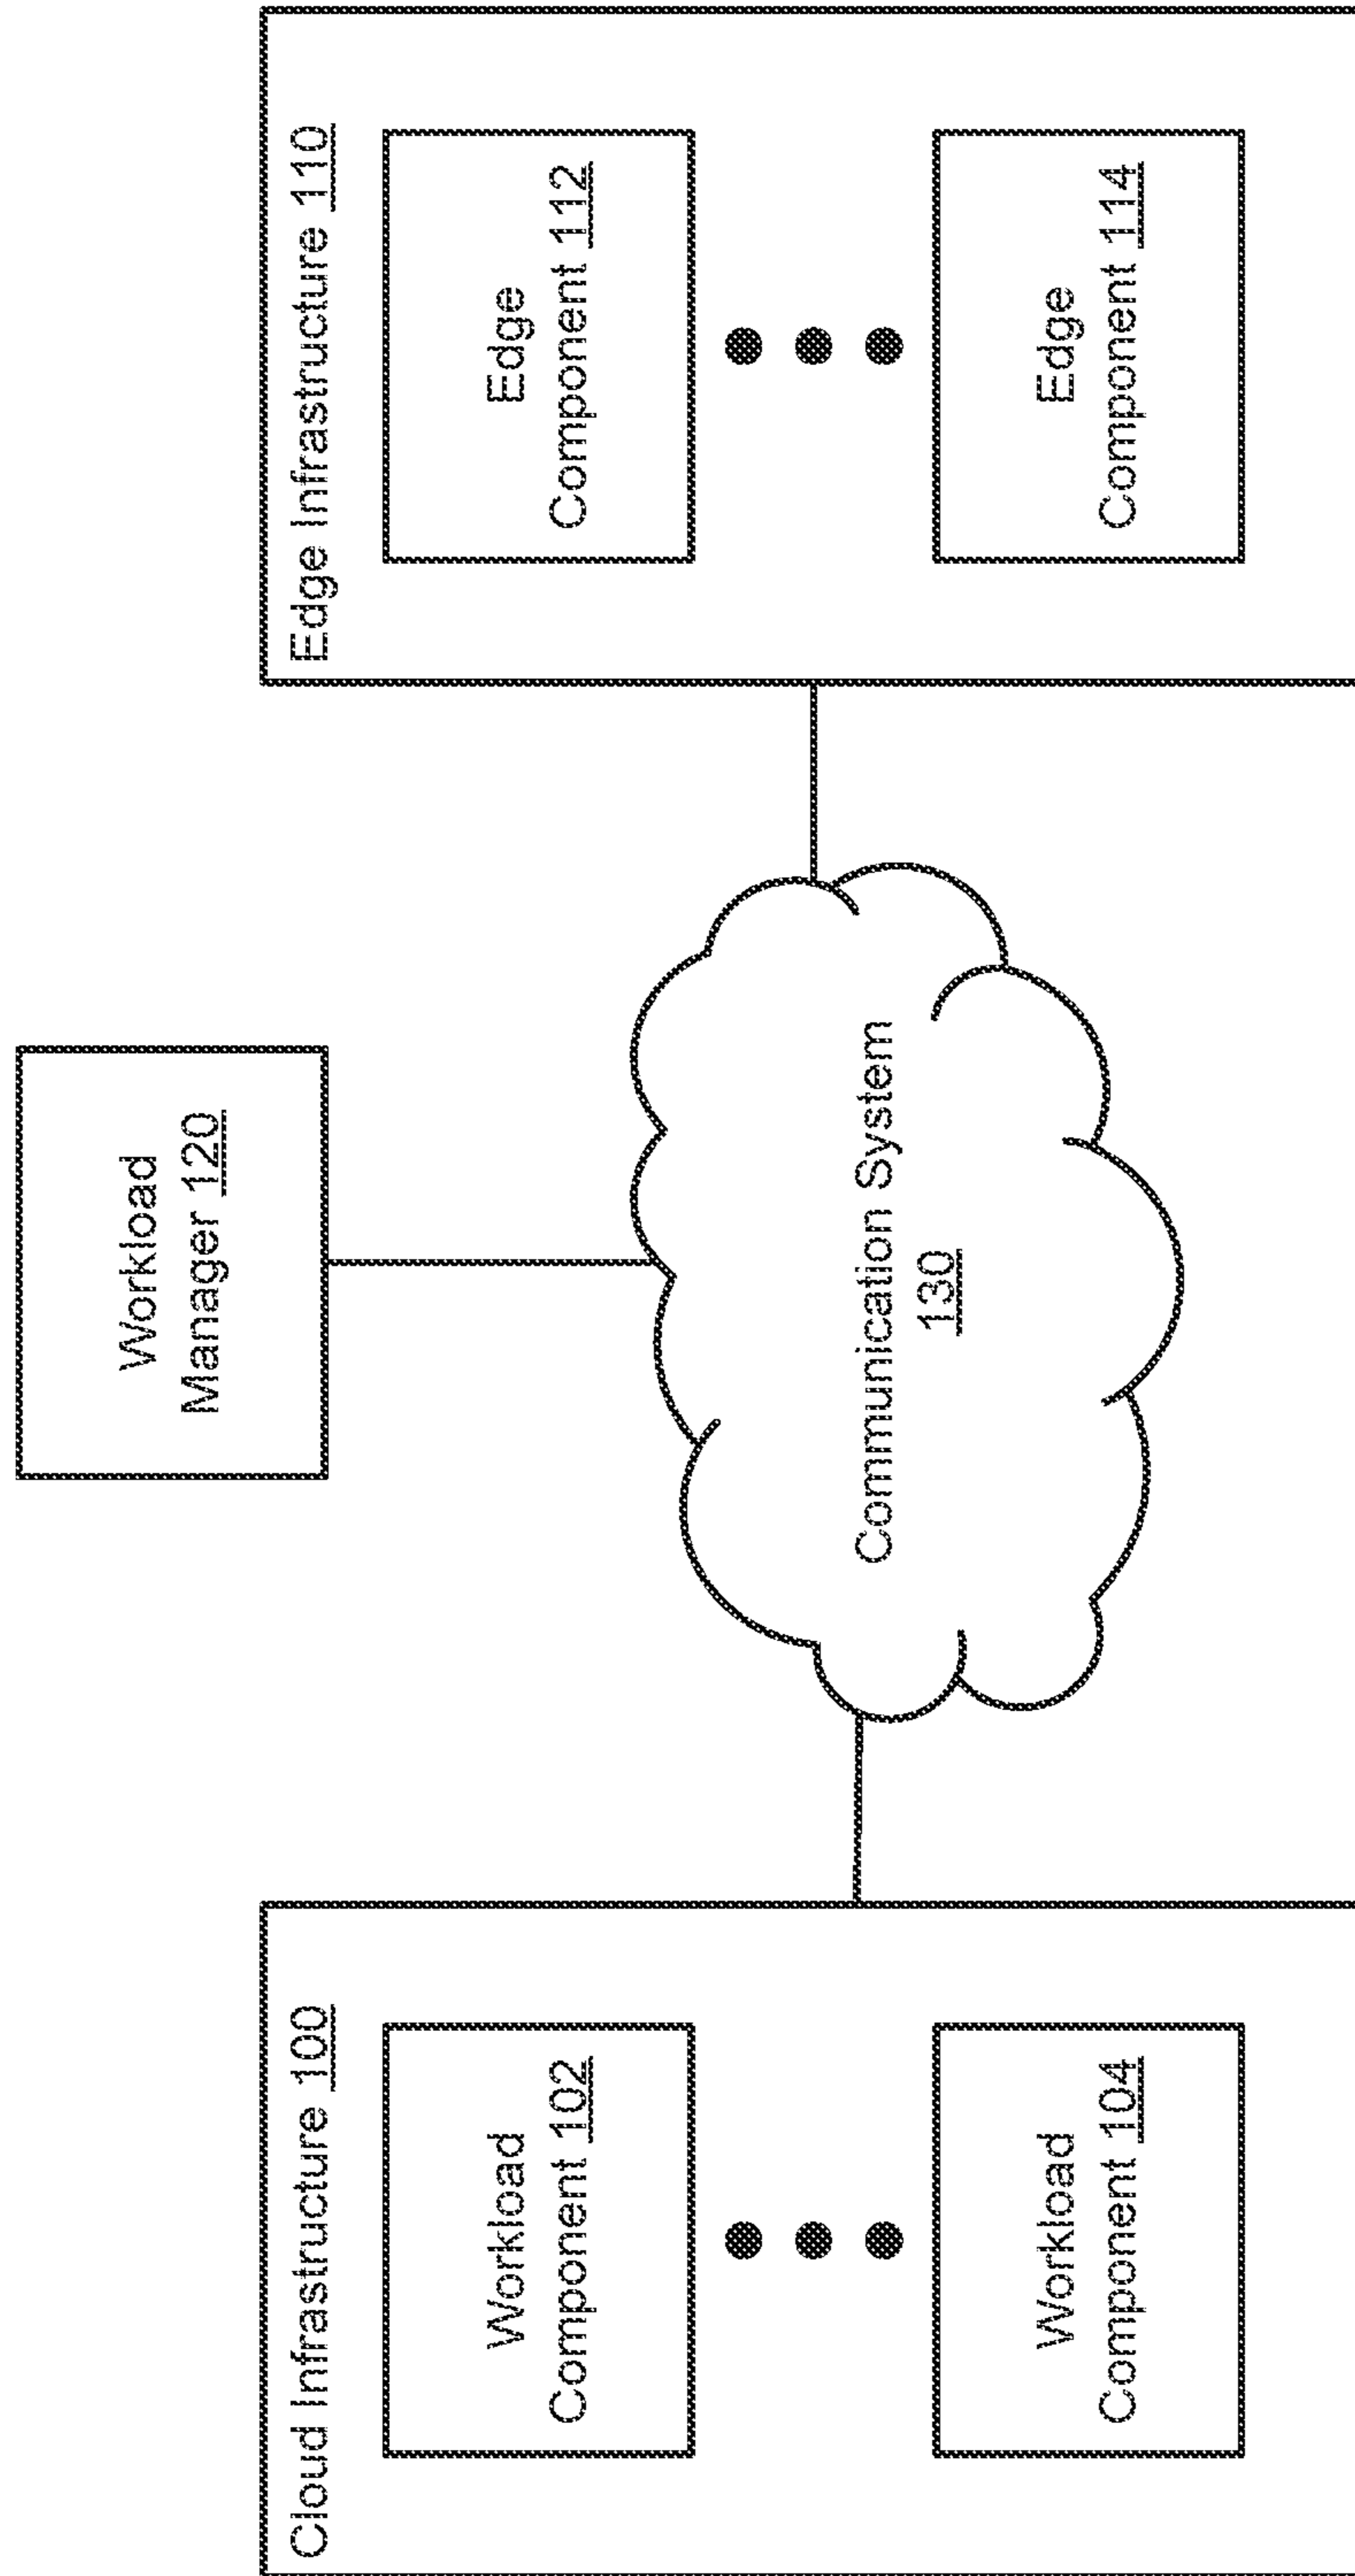 Workload
Manager 120
Cloud Infrastructure 100
Workload
Component 102
Workload
Component 104
Communication System
130
Edge Infrastructure 110
Edge
Component 112
Edge
Component 114